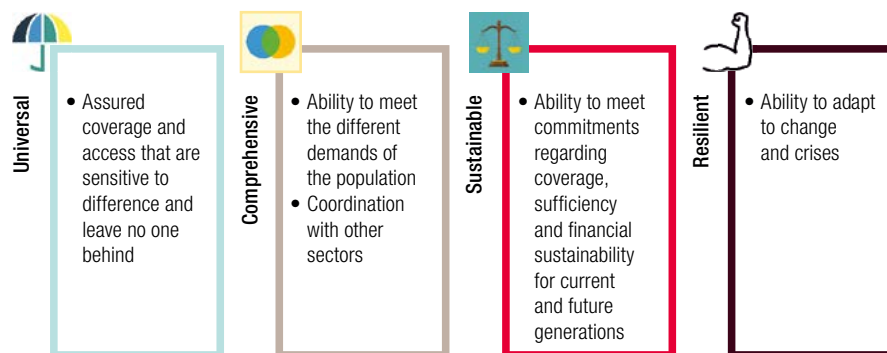 Universal
• Assured
coverage and
access that are
sensitive to
difference and
leave no one
behind
Comprehensive
• Ability to meet
the different
demands of
the population
• Coordination
with other
sectors
Sustainable
• Ability to meet
commitments
regarding
coverage,
sufficiency
and financial
sustainability
for current
and future
generations
Resilient
• Ability to adapt
to change
and crises